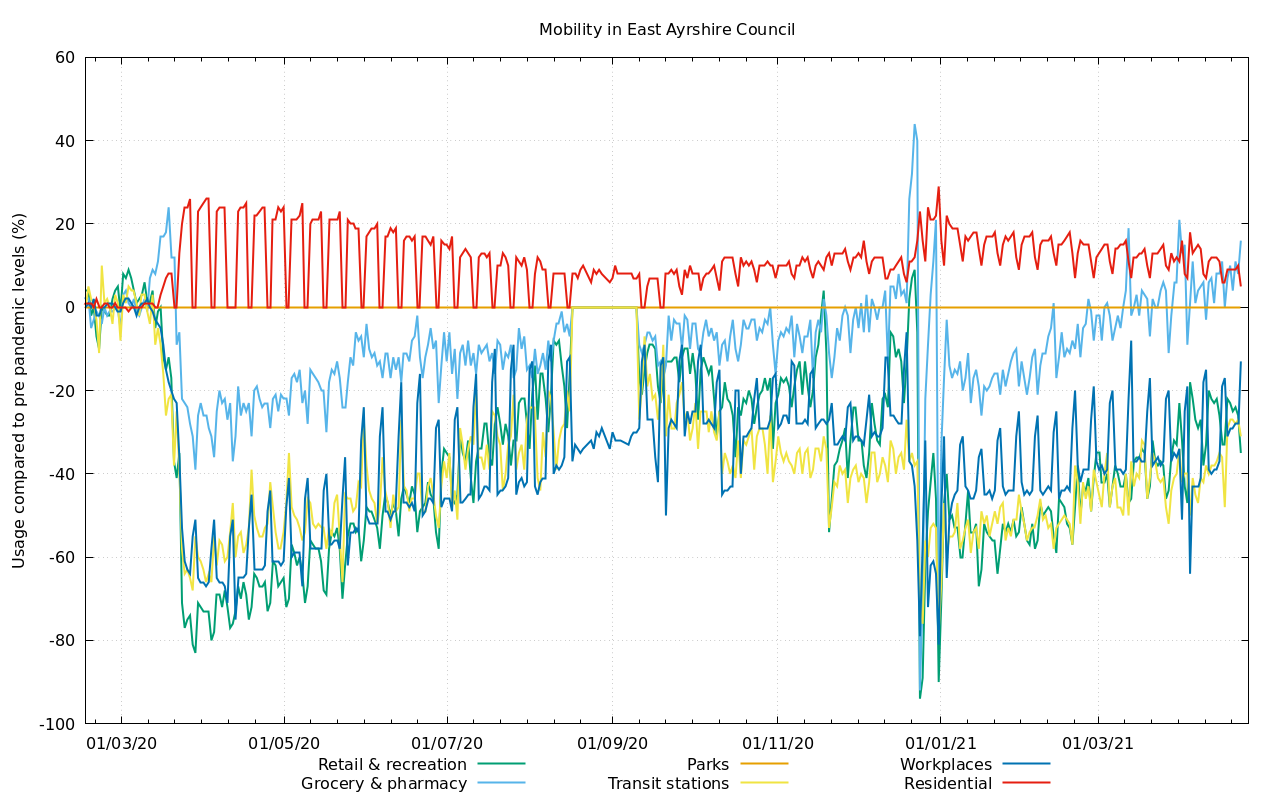 Mobility in East Ayrshire Council
Usage compared to pre pandemic levels (%)
60
40
20
0
-20
-40
-60
-80
-100
01/03/20 01/05/20 01/07/20 01/09/20 01/11/20 01/01/21 01/03/21
Retail & recreation Parks Workplaces
Grocery & pharmacy Transit stations Residential